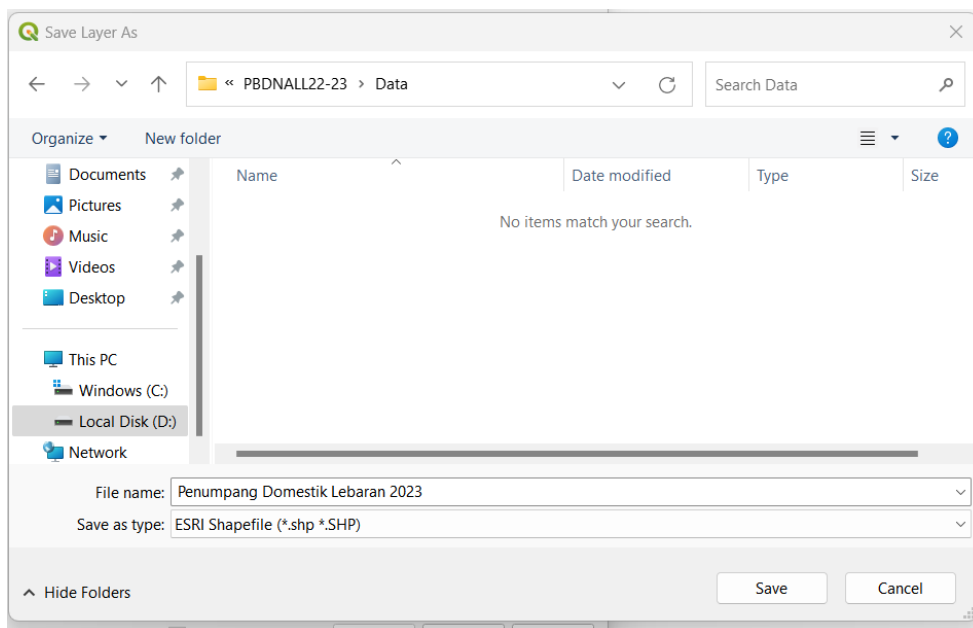 Save Layer As
« PBDNALL22-23 > Data
Search Data
Organize
New folder
?
Name
Date modified
Type
Size
No items match your search.
Documents
Pictures
Music
Videos
Desktop
This PC
Windows (C:)
Local Disk (D:)
Network
File name: Penumpang Domestik Lebaran 2023
Save as type: ESRI Shapefile (*.shp *.SHP)
Hide Folders
Save
Cancel